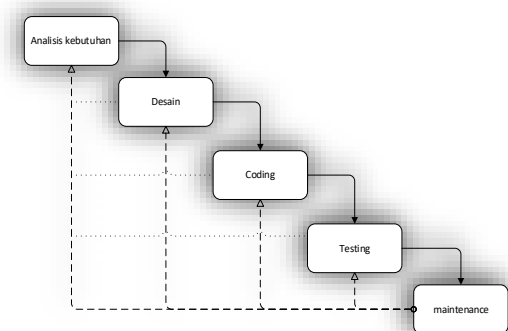 Analisis kebutuhan
Desain
Coding
Testing
maintenance